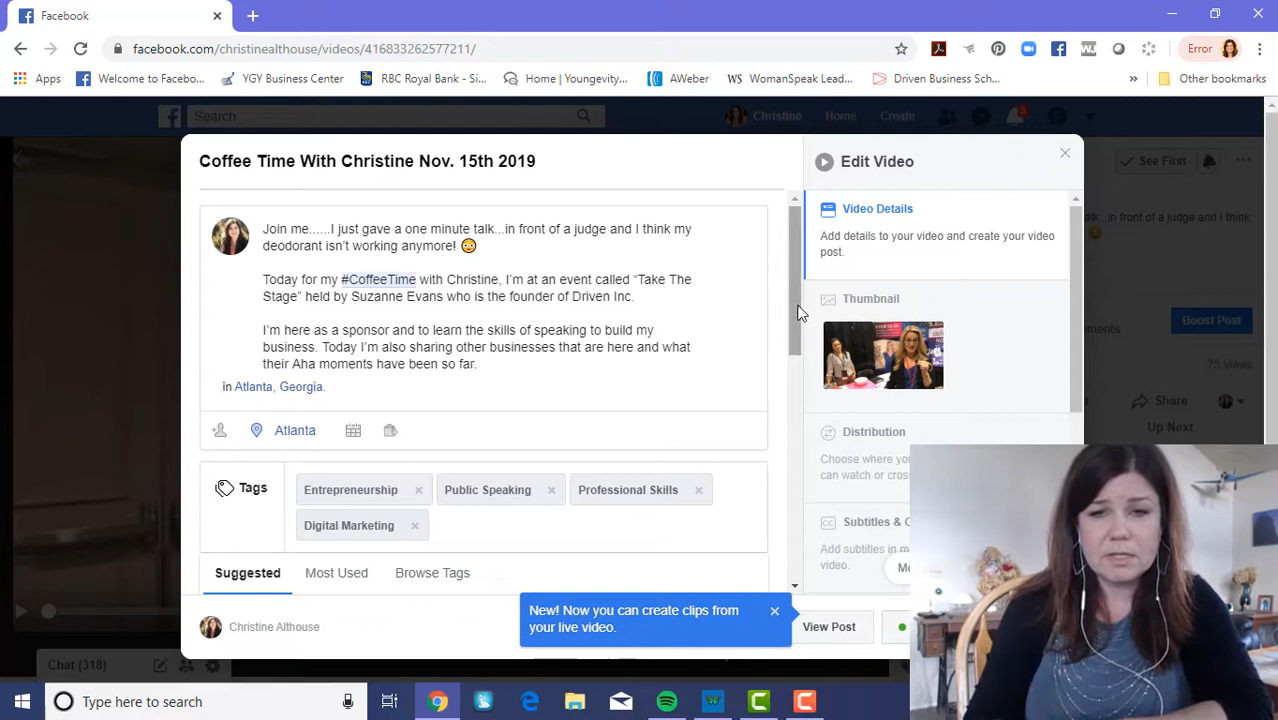 Facebook
facebook.com/christinealthouse/videos/416833262577211/
Error
Apps
Welcome to Facebo...
YGY Business Center
RBC Royal Bank - Si...
Home | Youngevity...
AWeber
WomanSpeak Lead...
Driven Business Sch...
»
Other bookmarks
Search
Christine
Home
Create
3
Coffee Time With Christine Nov. 15th 2019
Edit Video
See First
Join me......I just gave a one minute talk...in front of a judge and I think my
deodorant isn't working anymore! 😳
Today for my #CoffeeTime with Christine, I'm at an event called “Take The
Stage” held by Suzanne Evans who is the founder of Driven Inc.
I'm here as a sponsor and to learn the skills of speaking to build my
business. Today I'm also sharing other businesses that are here and what
their Aha moments have been so far.
in Atlanta, Georgia.
Atlanta
Tags
Entrepreneurship
Public Speaking
Professional Skills
Digital Marketing
Suggested
Most Used
Browse Tags
Christine Althouse
New! Now you can create clips from
your live video.
View Post
Video Details
Add details to your video and create your video
post.
Thumbnail
Distribution
Choose where you
can watch or cross
Subtitles & C
Add subtitles in m
video.
Mo
Boost Post
75 Views
Share
Up Next
Chat (318)
Type here to search